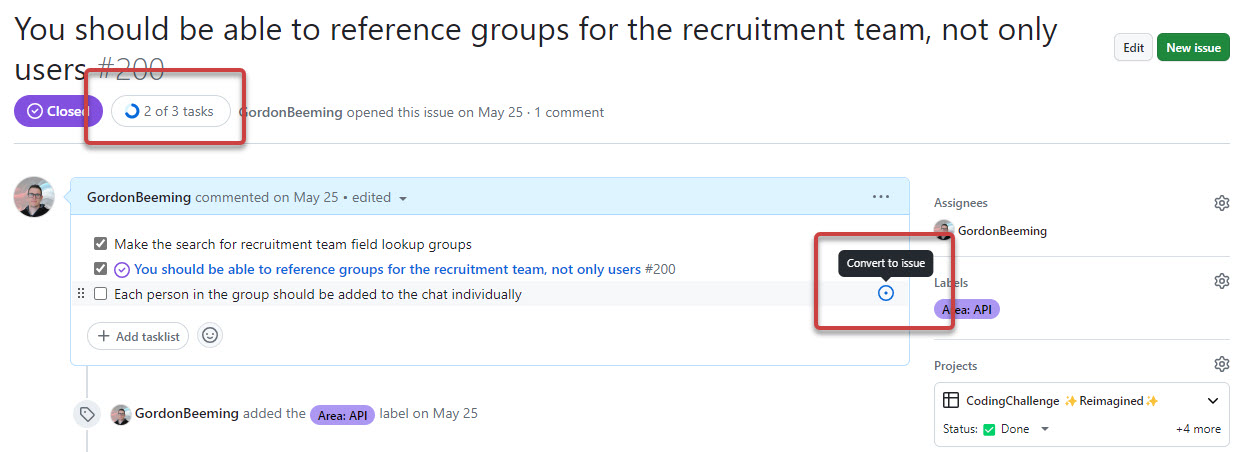 You should be able to reference groups for the recruitment team, not only
users #200
Edit
New issue
Closed
2 of 3 tasks
GordonBeeming opened this issue on May 25 · 1 comment
GordonBeeming commented on May 25 • edited
Make the search for recruitment team field lookup groups
You should be able to reference groups for the recruitment team, not only users #200
Each person in the group should be added to the chat individually
Convert to issue
Add tasklist
GordonBeeming added the Area: API label on May 25
Assignees
GordonBeeming
Labels
Area: API
Projects
CodingChallenge ✨Reimagined✨
Status: ✅ Done
+4 more